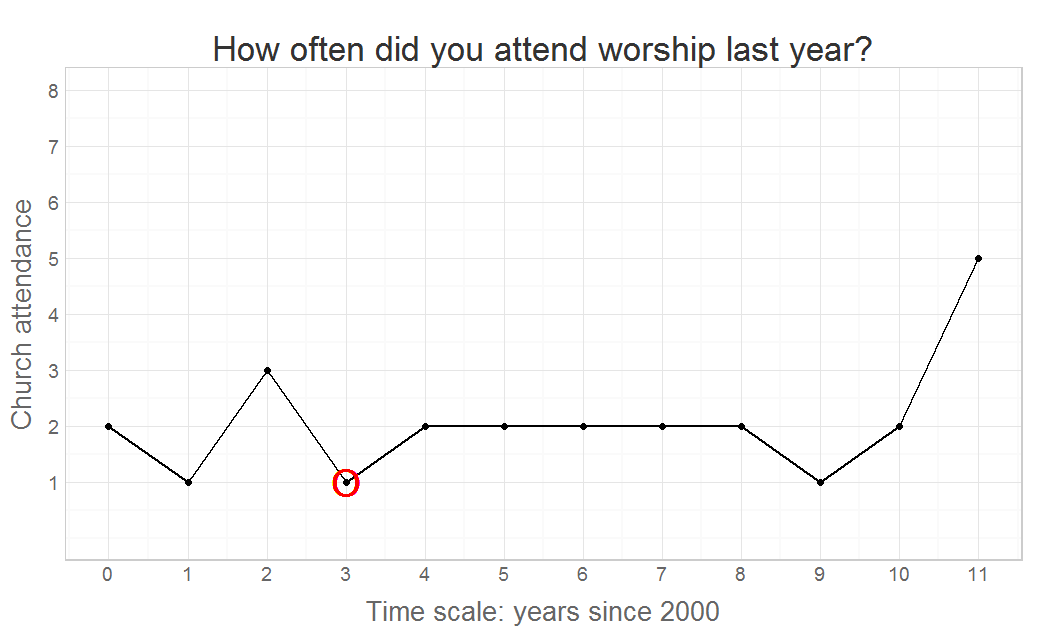 How often did you attend worship last year?
Church attendance
8
7
6
5
4
3
2
1
0 1 2 3 4 5 6 7 8 9 10 11
Time scale: years since 2000